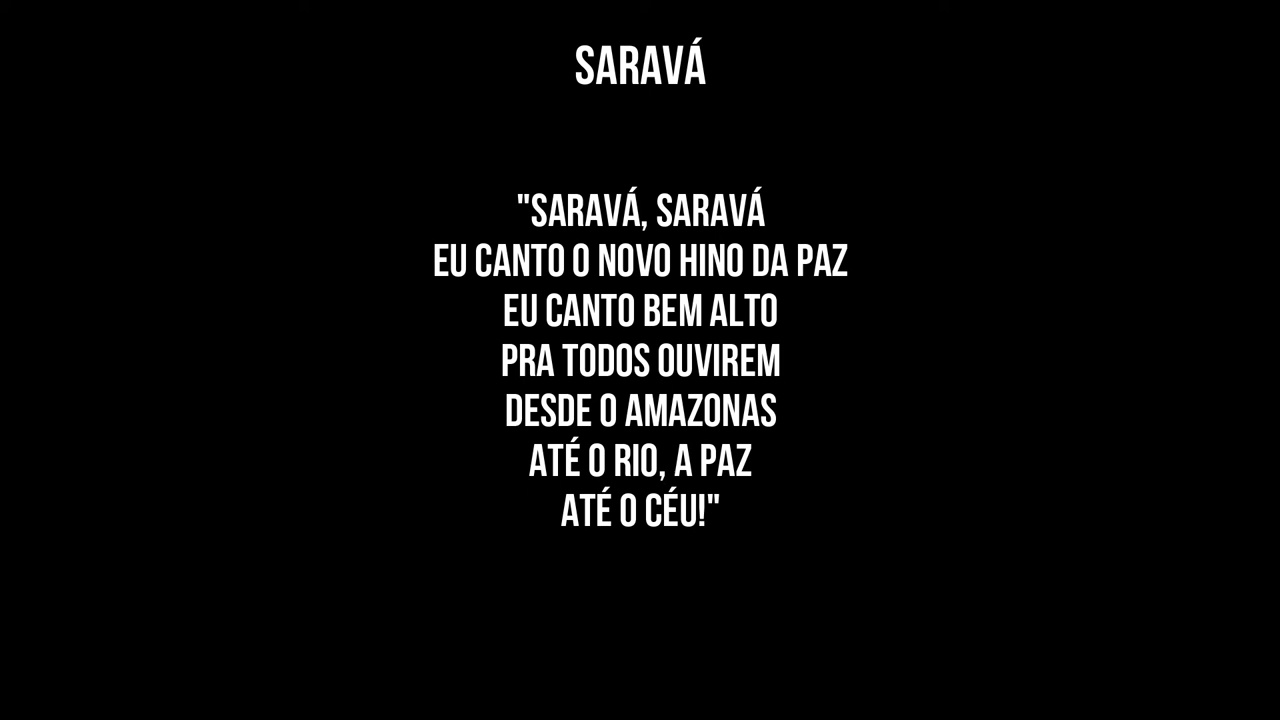 SARAVÁ
"SARAVÁ, SARAVÁ
EU CANTO O NOVO HINO DA PAZ
EU CANTO BEM ALTO
PRA TODOS OUVIREM
DESDE O AMAZONAS
ATÉ O RIO, A PAZ
ATÉ O CÉU!"